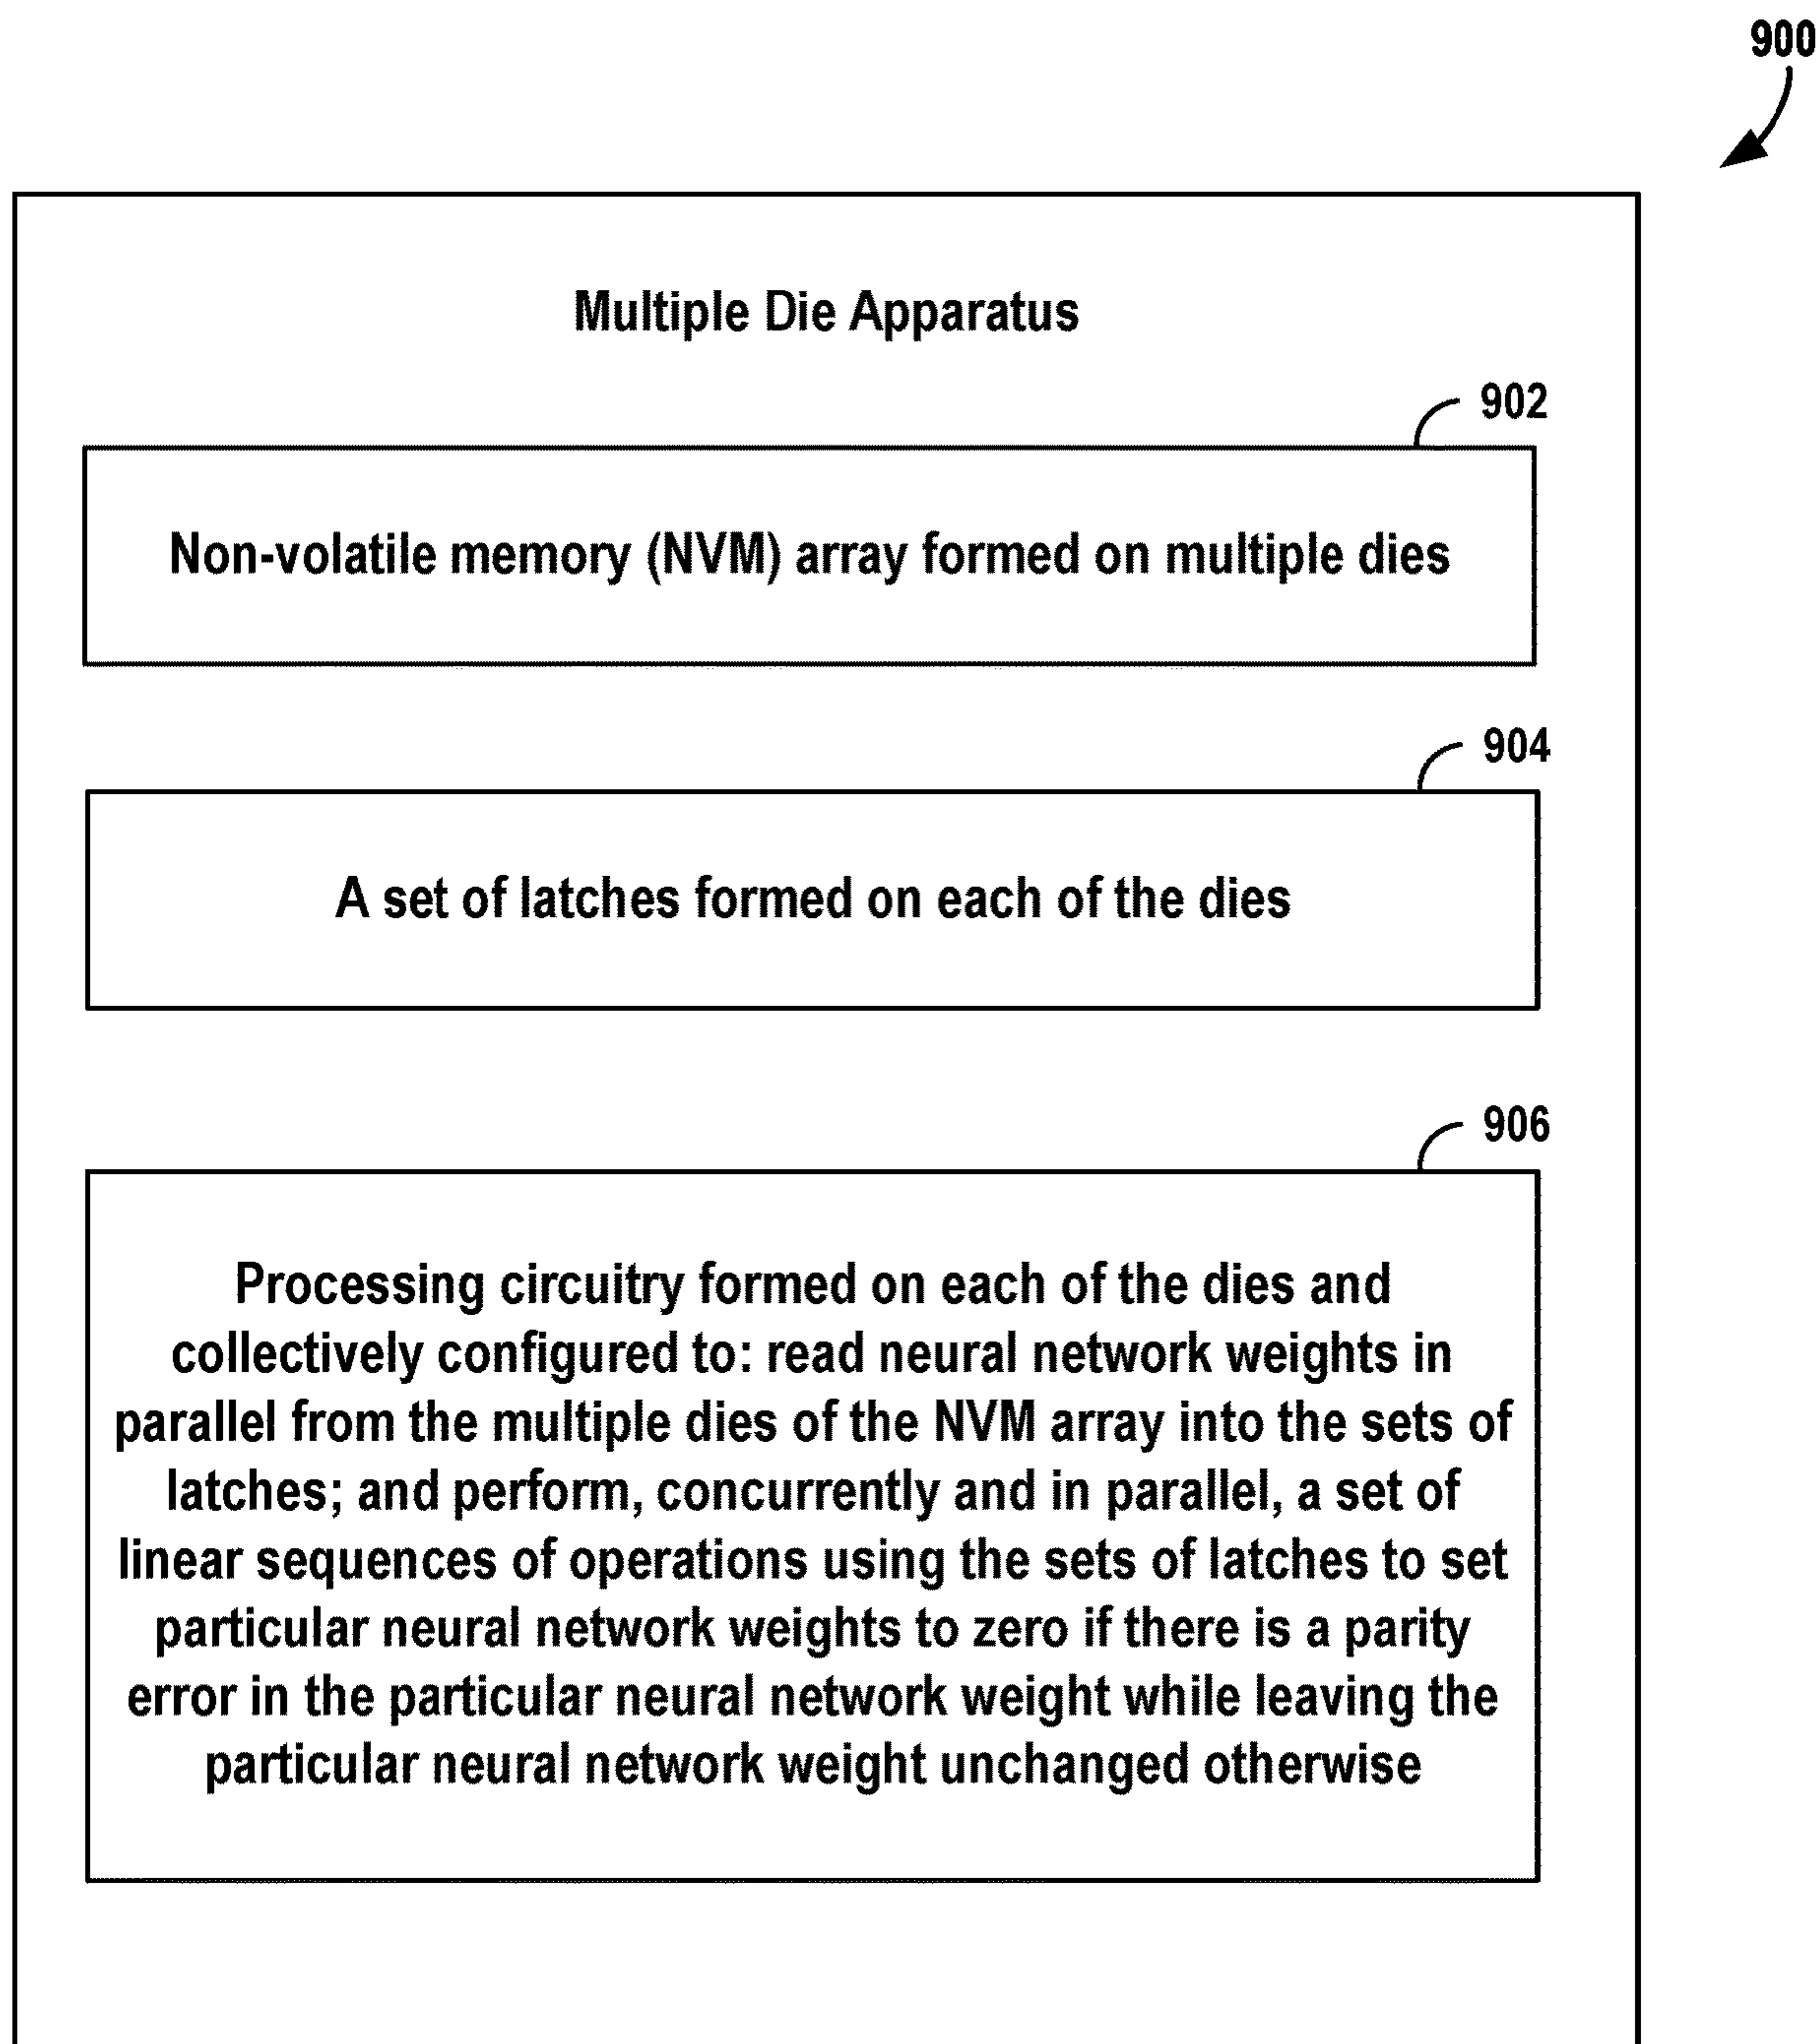 900
Multiple Die Apparatus
902
Non-volatile memory (NVM) array formed on multiple dies
904
A set of latches formed on each of the dies
906
Processing circuitry formed on each of the dies and
collectively configured to: read neural network weights in
parallel from the multiple dies of the NVM array into the sets of
latches; and perform, concurrently and in parallel, a set of
linear sequences of operations using the sets of latches to set
particular neural network weights to zero if there is a parity
error in the particular neural network weight while leaving the
particular neural network weight unchanged otherwise